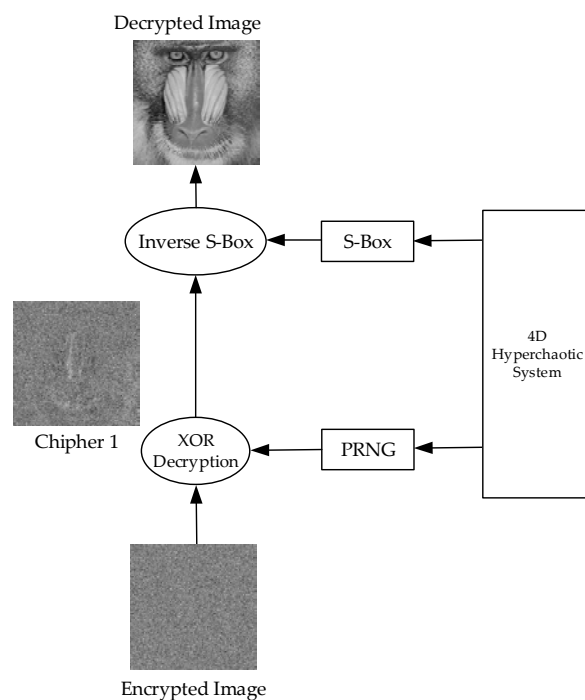 Decrypted Image
Inverse S-Box
S-Box
4D
Hyperchaotic
System
Chipher 1
XOR
Decryption
PRNG
Encrypted Image